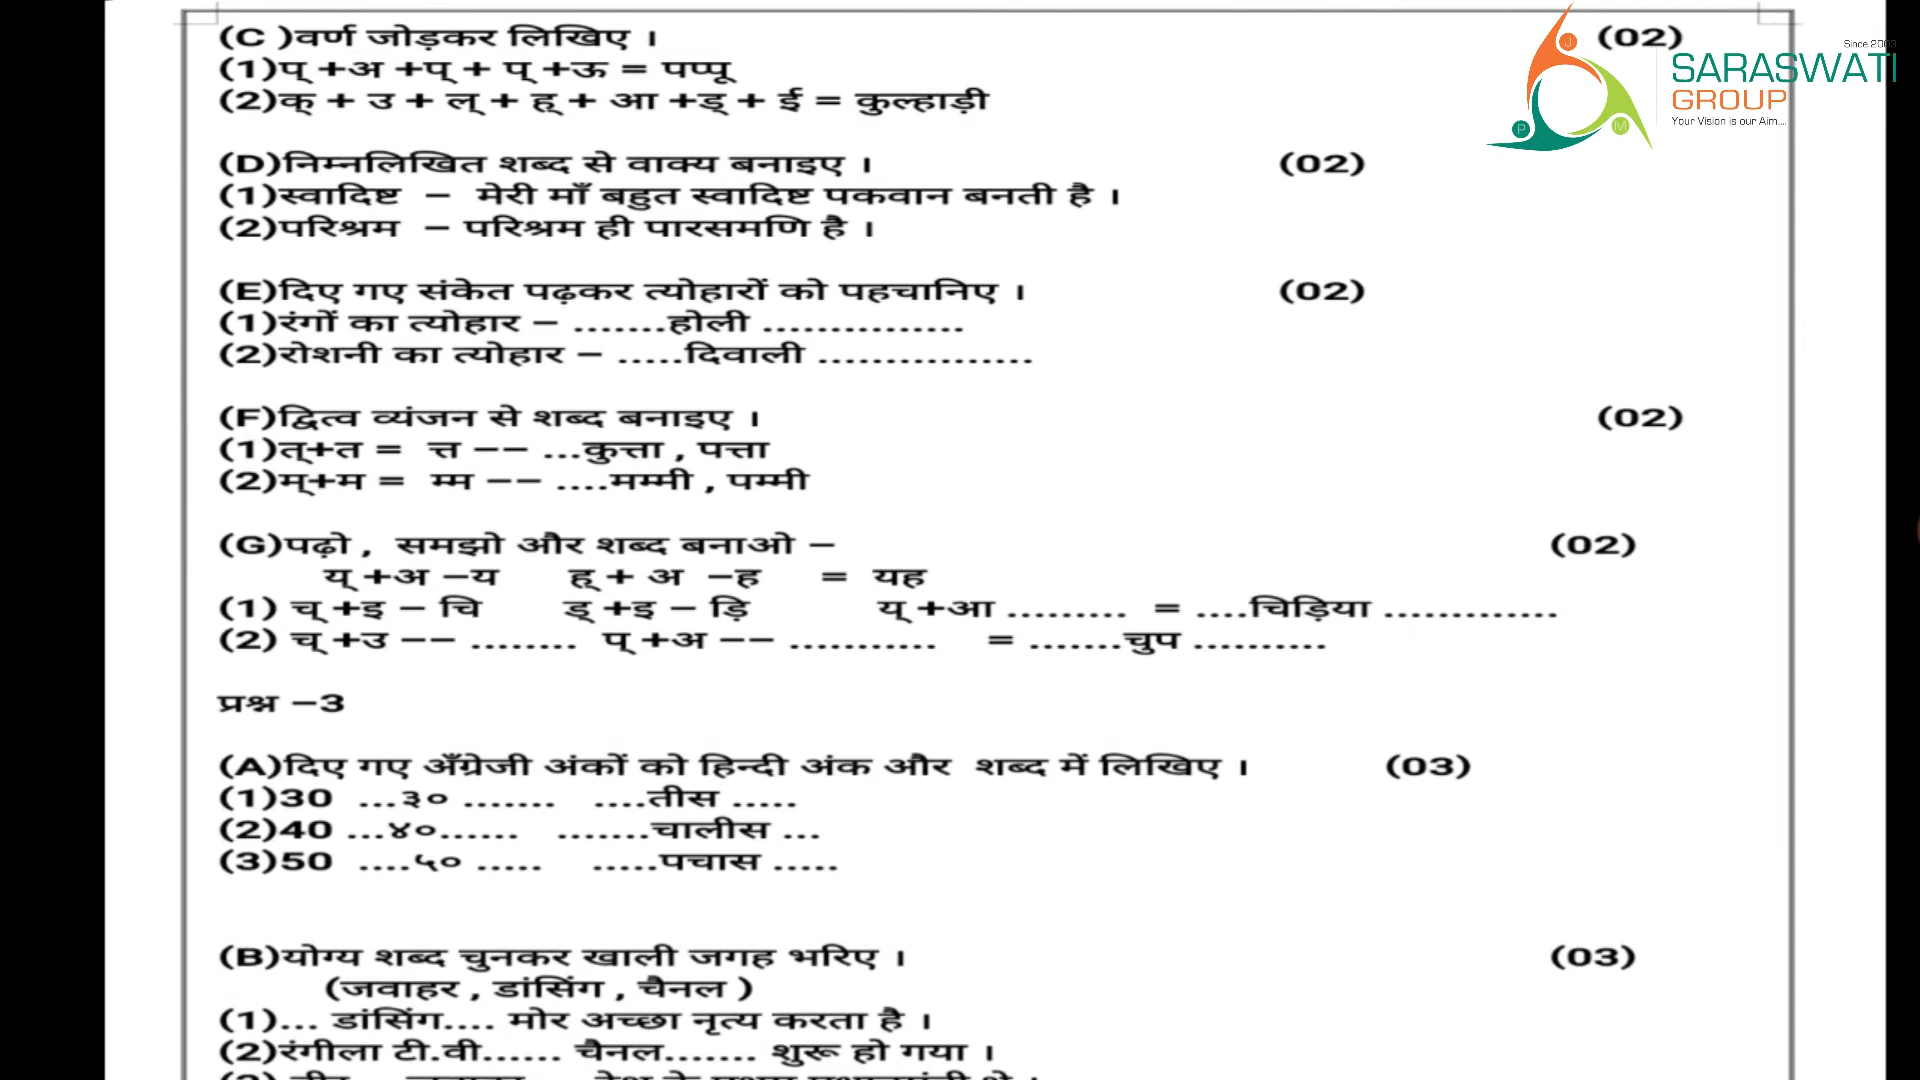 (C )वर्ण जोड़कर लिखिए । (02)
(1)प् +अ +प् + प् +ऊ = पप्पू
(2)क् + उ + ल् + ह् + आ +ड़् + ई = कुल्हाड़ी
Since 2003
SARASWATI
GROUP
Your Vision is our Aim....
J
P
M
(D)निम्नलिखित शब्द से वाक्य बनाइए । (02)
(1)स्वादिष्ट – मेरी माँ बहुत स्वादिष्ट पकवान बनती है ।
(2)परिश्रम – परिश्रम ही पारसमणि है ।
(E)दिए गए संकेत पढ़कर त्योहारों को पहचानिए । (02)
(1)रंगों का त्योहार – .......होली ...............
(2)रोशनी का त्योहार – .....दिवाली ................
(F)द्वित्व व्यंजन से शब्द बनाइए । (02)
(1)त्+त = त्त –– ...कुत्ता , पत्ता
(2)म्+म = म्म –– ....मम्मी , पम्मी
(G)पढ़ो , समझो और शब्द बनाओ – (02)
य् +अ –य ह् + अ –ह = यह
(1) च् +इ – चि ड़् +इ – ड़ि य् +आ ......... = ....चिड़िया .............
(2) च् +उ –– ........ प् +अ –– ........... = .......चुप ..........
प्रश्न –3
(A)दिए गए अँग्रेजी अंकों को हिन्दी अंक और शब्द में लिखिए । (03)
(1)30 ...३० ....... ....तीस .....
(2)40 ...४०...... .......चालीस ...
(3)50 ....५० ..... .....पचास .....
(B)योग्य शब्द चुनकर खाली जगह भरिए । (03)
(जवाहर , डांसिंग , चैनल )
(1)... डांसिंग.... मोर अच्छा नृत्य करता है ।
(2)रंगीला टी.वी...... चैनल....... शुरू हो गया ।